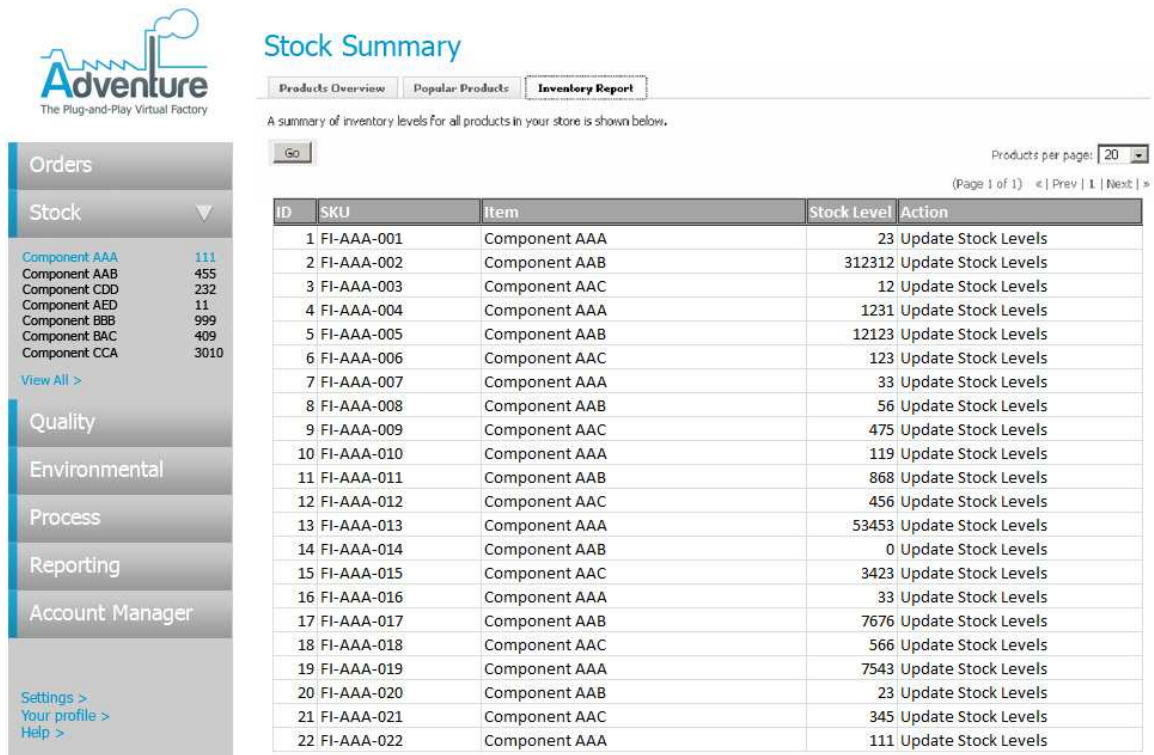 Adventure
The Plug-and-Play Virtual Factory
Orders
Stock
Component AAA 111
Component AAB 455
Component CDD 232
Component AED 11
Component BBB 999
Component BAC 409
Component CCA 3010
View All >
Quality
Environmental
Process
Reporting
Account Manager
Settings >
Your profile >
Help >
Stock Summary
Products Overview Popular Products Inventory Report
A summary of inventory levels for all products in your store is shown below.
Go
Products per page: 20
(Page 1 of 1) « | Prev | 1 | Next | »
ID SKU Item Stock Level Action
1 FI-AAA-001 Component AAA 23 Update Stock Levels
2 FI-AAA-002 Component AAB 312312 Update Stock Levels
3 FI-AAA-003 Component AAC 12 Update Stock Levels
4 FI-AAA-004 Component AAA 1231 Update Stock Levels
5 FI-AAA-005 Component AAB 12123 Update Stock Levels
6 FI-AAA-006 Component AAC 123 Update Stock Levels
7 FI-AAA-007 Component AAA 33 Update Stock Levels
8 FI-AAA-008 Component AAB 56 Update Stock Levels
9 FI-AAA-009 Component AAC 475 Update Stock Levels
10 FI-AAA-010 Component AAA 119 Update Stock Levels
11 FI-AAA-011 Component AAB 868 Update Stock Levels
12 FI-AAA-012 Component AAC 456 Update Stock Levels
13 FI-AAA-013 Component AAA 53453 Update Stock Levels
14 FI-AAA-014 Component AAB 0 Update Stock Levels
15 FI-AAA-015 Component AAC 3423 Update Stock Levels
16 FI-AAA-016 Component AAA 33 Update Stock Levels
17 FI-AAA-017 Component AAB 7676 Update Stock Levels
18 FI-AAA-018 Component AAC 566 Update Stock Levels
19 FI-AAA-019 Component AAA 7543 Update Stock Levels
20 FI-AAA-020 Component AAB 23 Update Stock Levels
21 FI-AAA-021 Component AAC 345 Update Stock Levels
22 FI-AAA-022 Component AAA 111 Update Stock Levels